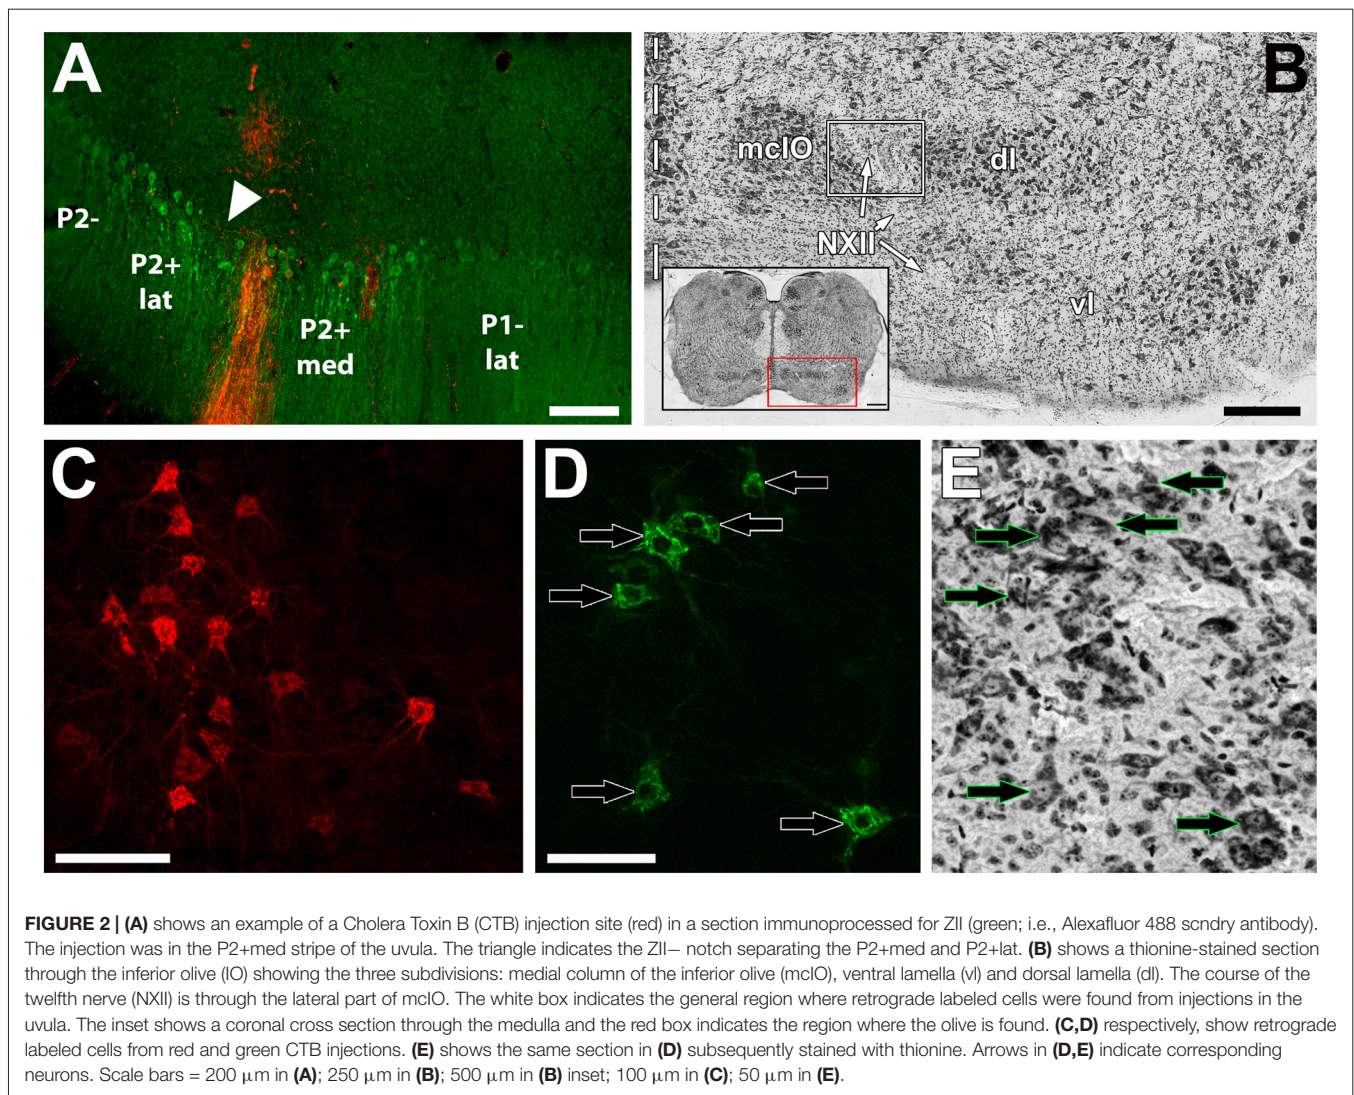 A
P2-
P2+
lat
P2+
med
P1-
lat
B
mcIO
dl
NXII
vl
C
D
E
FIGURE 2 | (A) shows an example of a Cholera Toxin B (CTB) injection site (red) in a section immunoprocessed for ZII (green; i.e., Alexafluor 488 scndry antibody).
The injection was in the P2+med stripe of the uvula. The triangle indicates the ZII− notch separating the P2+med and P2+lat. (B) shows a thionine-stained section
through the inferior olive (IO) showing the three subdivisions: medial column of the inferior olive (mcIO), ventral lamella (vl) and dorsal lamella (dl). The course of the
twelfth nerve (NXII) is through the lateral part of mcIO. The white box indicates the general region where retrograde labeled cells were found from injections in the
uvula. The inset shows a coronal cross section through the medulla and the red box indicates the region where the olive is found. (C,D) respectively, show retrograde
labeled cells from red and green CTB injections. (E) shows the same section in (D) subsequently stained with thionine. Arrows in (D,E) indicate corresponding
neurons. Scale bars = 200 μm in (A); 250 μm in (B); 500 μm in (B) inset; 100 μm in (C); 50 μm in (E).